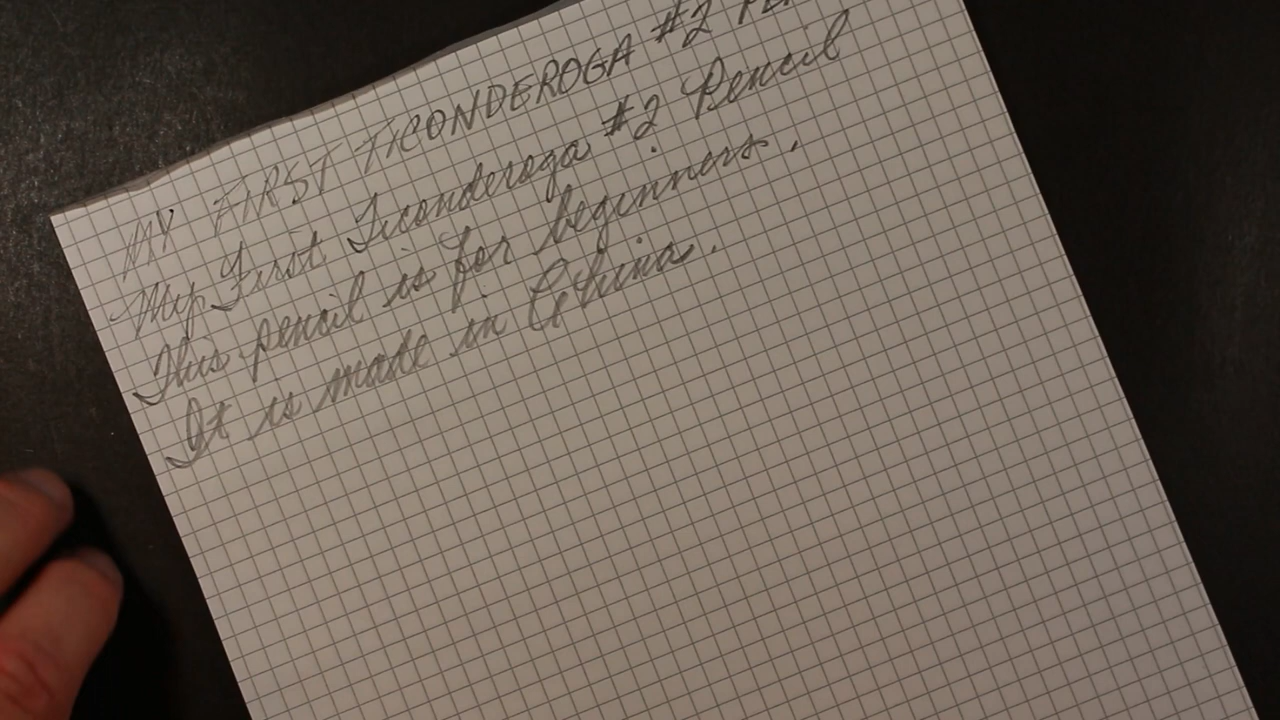 MY FIRST TICONDEROGA #2
My First Ticonderoga #2 Pencil
This pencil is for beginners.
It is made in China.